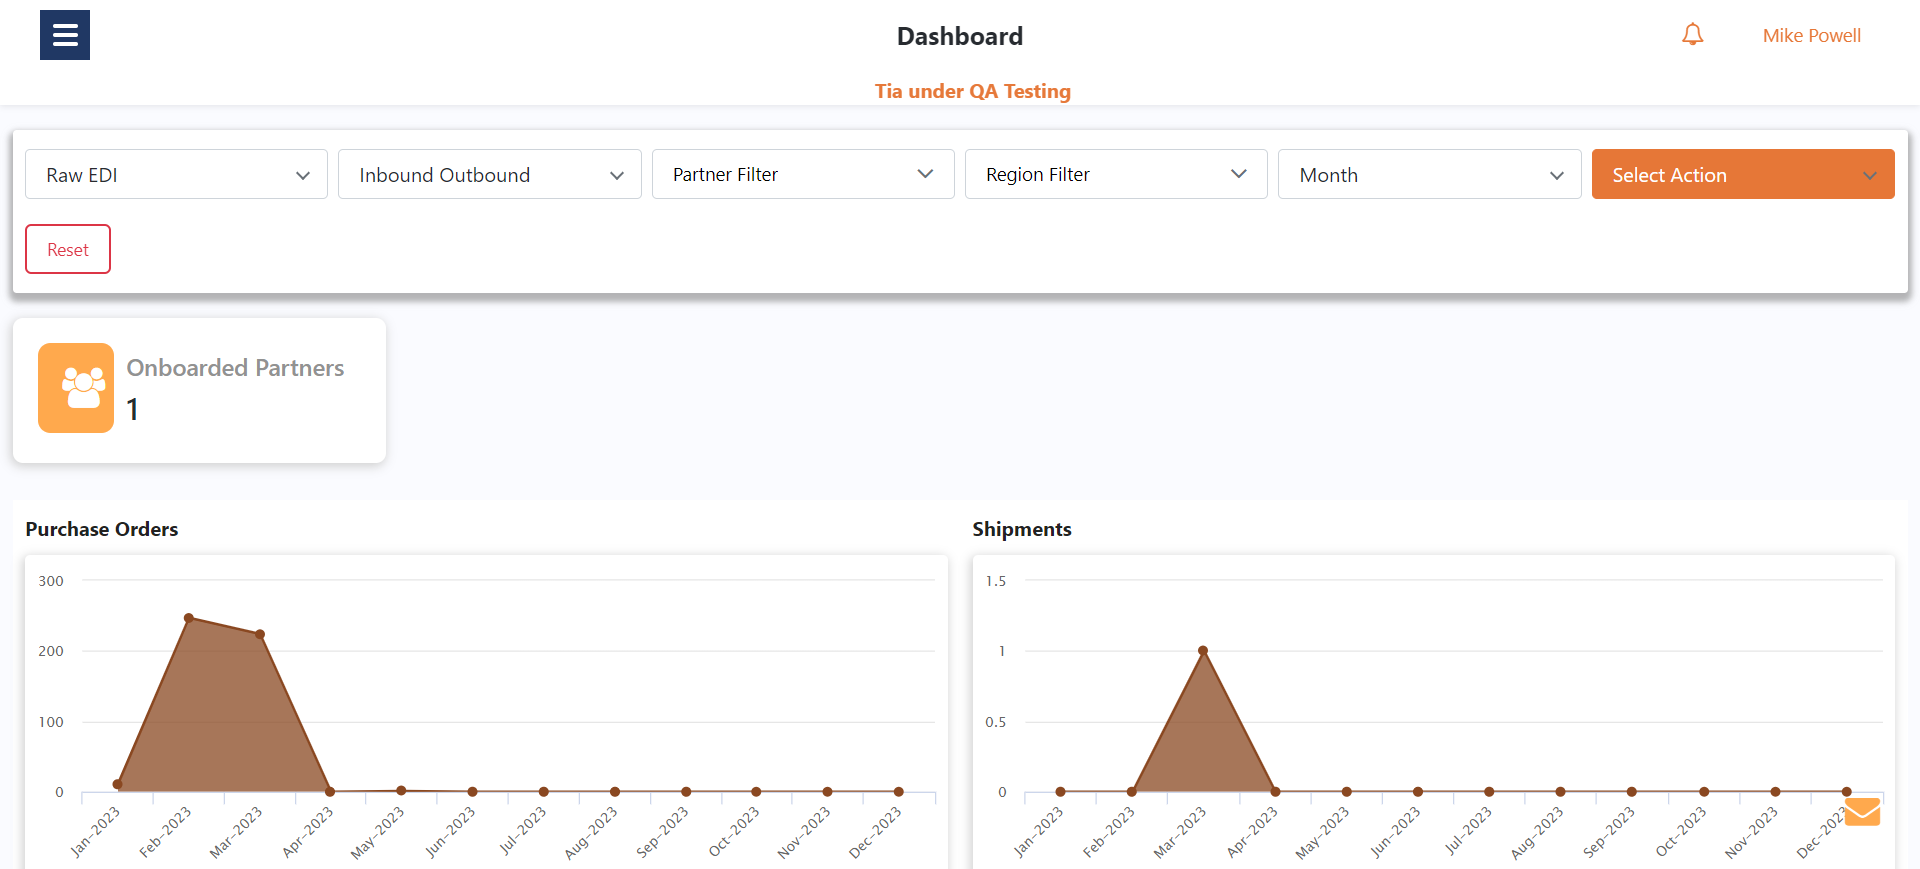 Dashboard
Mike Powell
Tia under QA Testing
Raw EDI
Inbound Outbound
Partner Filter
Region Filter
Month
Select Action
Reset
Onboarded Partners
1
Purchase Orders
300
200
100
0
Jan-2023
Feb-2023
Mar-2023
Apr-2023
May-2023
Jun-2023
Jul-2023
Aug-2023
Sep-2023
Oct-2023
Nov-2023
Dec-2023
Shipments
1.5
1
0.5
0
Jan-2023
Feb-2023
Mar-2023
Apr-2023
May-2023
Jun-2023
Jul-2023
Aug-2023
Sep-2023
Oct-2023
Nov-2023
Dec-2023